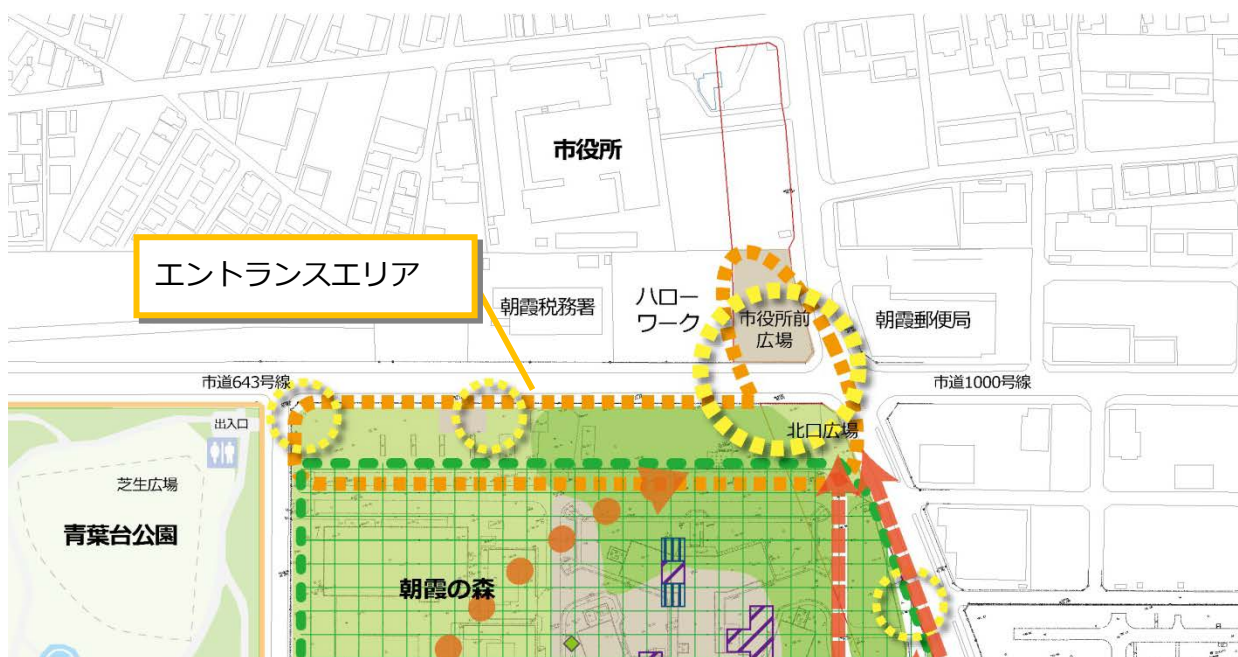 市役所
エントランスエリア
朝霞税務署
ハロー
ワーク
市役所前
広場
朝霞郵便局
市道643号線
市道1000号線
出入口
北口広場
芝生広場
青葉台公園
朝霞の森